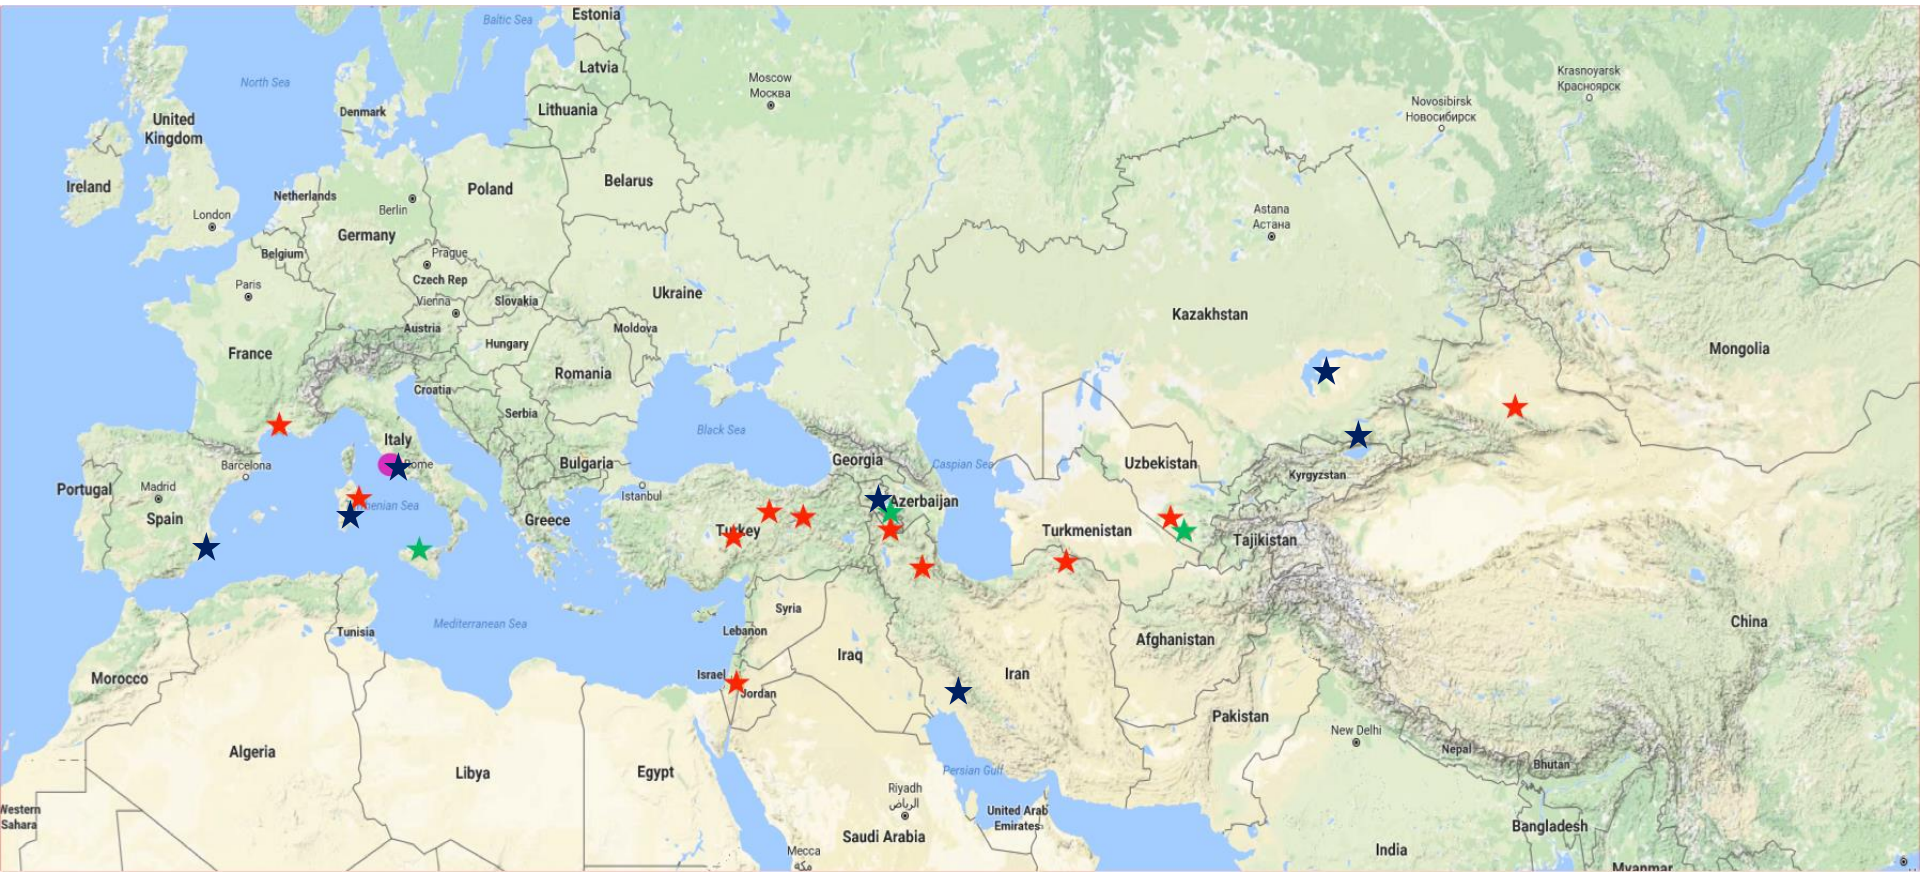 Baltic Sea
Estonia
Latvia
Lithuania
Moscow
Москва
Krasnoyarsk
Красноярск
Novosibirsk
Новосибирск
North Sea
Denmark
United
Kingdom
Ireland
Netherlands
Poland
Belarus
London
Berlin
Germany
Belgium
Prague
Czech Rep
Astana
Астана
Paris
Vienna
Slovakia
Ukraine
Kazakhstan
Austria
Moldova
Hungary
France
Romania
Mongolia
Croatia
Serbia
Black Sea
Italy
Rome
Barcelona
Bulgaria
Georgia
Caspian Sea
Uzbekistan
Kyrgyzstan
Portugal
Madrid
Spain
Istanbul
Azerbaijan
Greece
Turkey
Turkmenistan
Tajikistan
Syria
Mediterranean Sea
Tunisia
Lebanon
China
Afghanistan
Iraq
Iran
Morocco
Israel
Jordan
Pakistan
New Delhi
Nepal
Bhutan
Algeria
Libya
Egypt
Persian Gulf
Riyadh
الرياض
Western
Sahara
United Arab
Emirates
Saudi Arabia
Bangladesh
India
Mecca
مكة
Myanmar